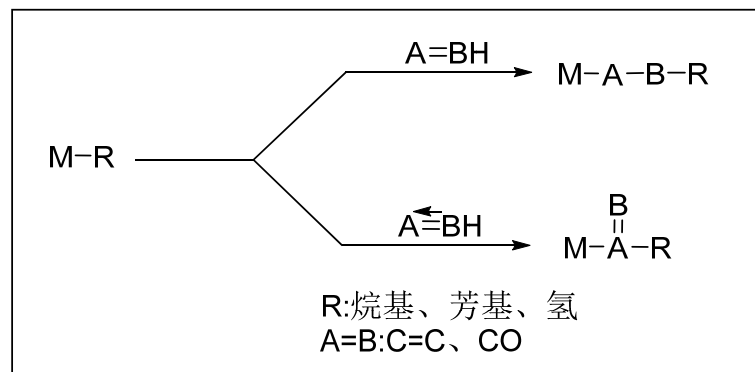 A=BH
M-A-B-R
M-R
A=BH
B
M-A-R
R:烷基、芳基、氢
A=B:C=C、CO